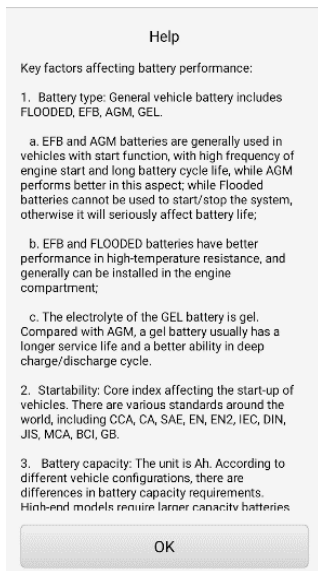 Help
Key factors affecting battery performance:
1. Battery type: General vehicle battery includes
FLOODED, EFB, AGM, GEL.
a. EFB and AGM batteries are generally used in
vehicles with start function, with high frequency of
engine start and long battery cycle life, while AGM
performs better in this aspect; while Flooded
batteries cannot be used to start/stop the system,
otherwise it will seriously affect battery life;
b. EFB and FLOODED batteries have better
performance in high-temperature resistance, and
generally can be installed in the engine
compartment;
c. The electrolyte of the GEL battery is gel.
Compared with AGM, a gel battery usually has a
longer service life and a better ability in deep
charge/discharge cycle.
2. Startability: Core index affecting the start-up of
vehicles. There are various standards around the
world, including CCA, CA, SAE, EN, EN2, IEC, DIN,
JIS, MCA, BCI, GB.
3. Battery capacity: The unit is Ah. According to
different vehicle configurations, there are
differences in battery capacity requirements.
High-end models require larger capacity batteries
OK